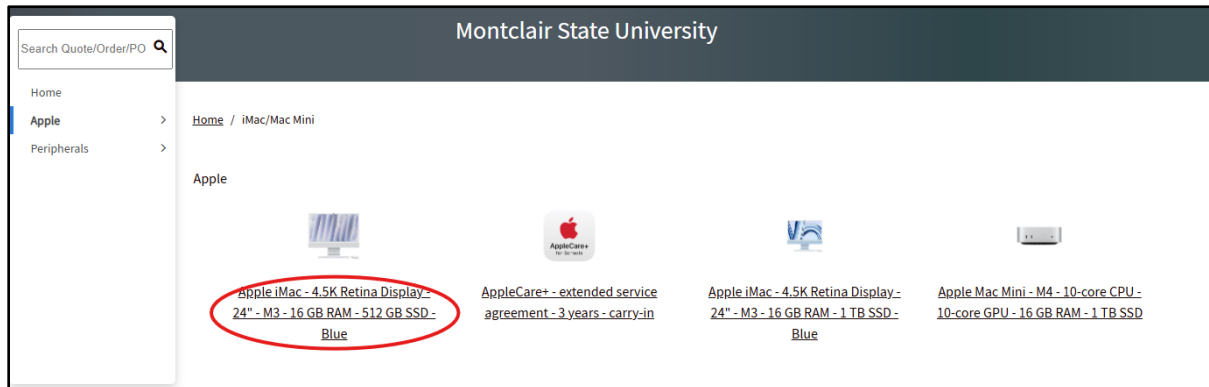 Montclair State University
Search Quote/Order/PO
Home
Apple
Peripherals
Home / iMac/Mac Mini
Apple
Apple iMac - 4.5K Retina Display -
24" - M3 - 16 GB RAM - 512 GB SSD -
Blue
AppleCare+
for Schools
AppleCare+ - extended service
agreement - 3 years - carry-in
Apple iMac - 4.5K Retina Display -
24" - M3 - 16 GB RAM - 1 TB SSD -
Blue
Apple Mac Mini - M4 - 10-core CPU -
10-core GPU - 16 GB RAM - 1 TB SSD